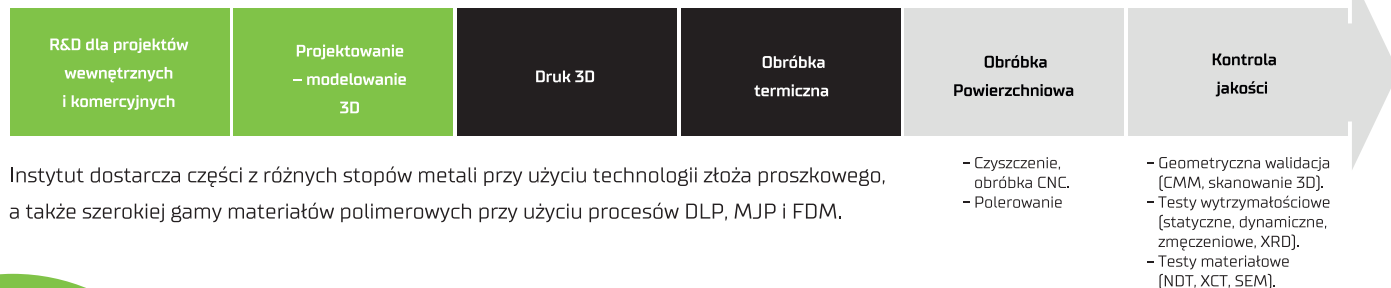 R&D dla projektów
wewnętrznych
i komercyjnych
Projektowanie
– modelowanie
3D
Druk 3D
Obróbka
termiczna
Obróbka
Powierzchniowa
Kontrola
jakości
Instytut dostarcza części z różnych stopów metali przy użyciu technologii złoża proszkowego,
a także szerokiej gamy materiałów polimerowych przy użyciu procesów DLP, MJP i FDM.
– Czyszczenie,
obróbka CNC.
– Polerowanie
– Geometryczna walidacja
(CMM, skanowanie 3D).
– Testy wytrzymałościowe
(statyczne, dynamiczne,
zmęczeniowe, XRD).
– Testy materiałowe
(NDT, XCT, SEM).